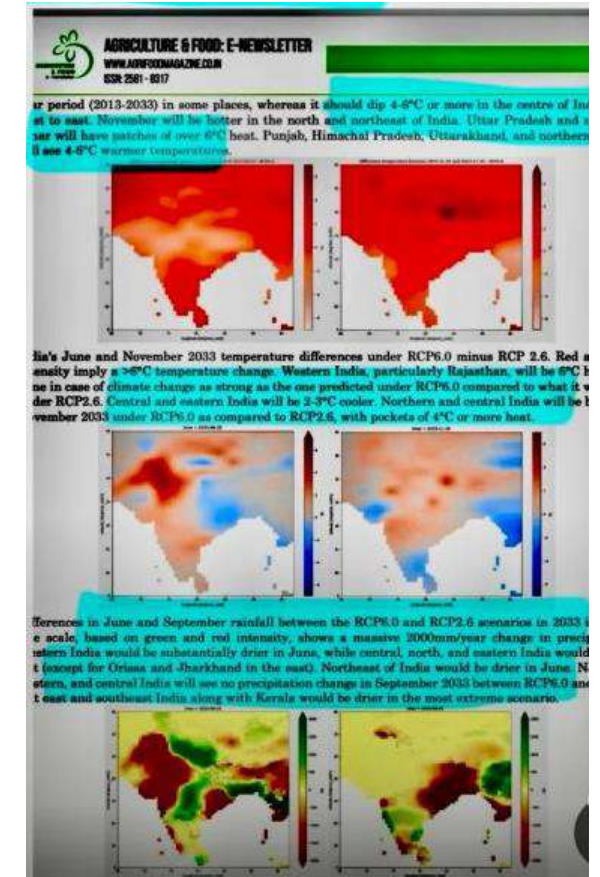 AGRICULTURE & FOOD: E-NEWSLETTER
WWW.AGRIFOODMAGAZINE.CO.IN
ISSN: 2581 - 8317
ar period (2013-2033) in some places, whereas it should dip 4-6°C or more in the centre of In
st to east. November will be hotter in the north and northeast of India. Uttar Pradesh and
har will have patches of over 6°C heat. Punjab, Himachal Pradesh, Uttarakhand, and northern
ll see 4-6°C warmer temperatures.
dia's June and November 2033 temperature differences under RCP6.0 minus RCP 2.6. Red
ensity imply a >6°C temperature change. Western India, particularly Rajasthan, will be 6°C
ne in case of climate change as strong as the one predicted under RCP6.0 compared to what it
der RCP2.6. Central and eastern India will be 2-3°C cooler. Northern and central India will be
vember 2033 under RCP6.0 as compared to RCP2.6, with pockets of 4°C or more heat.
fferences in June and September rainfall between the RCP6.0 and RCP2.6 scenarios in 2033
e scale, based on green and red intensity, shows a massive 2000mm/year change in precip
estern India would be substantially drier in June, while central, north, and eastern India would
t (except for Orissa and Jharkhand in the east). Northeast of India would be drier in June. N
stern, and central India will see no precipitation change in September 2033 between RCP6.0 and
t east and southeast India along with Kerala would be drier in the most extreme scenario.